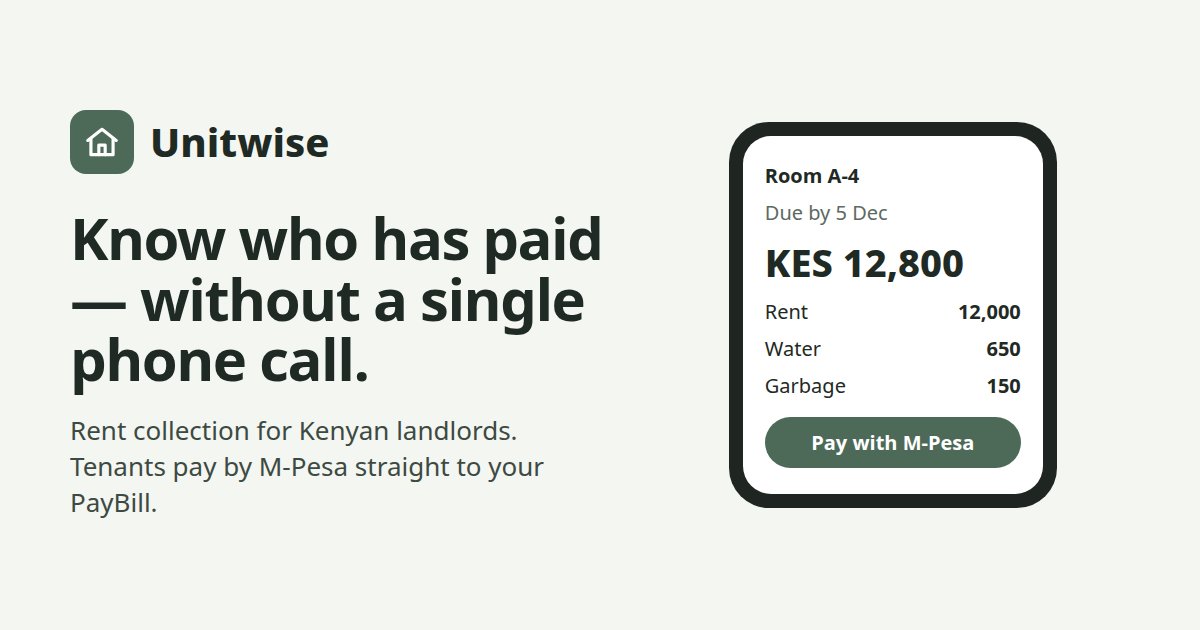 Unitwise
Know who has paid
— without a single
phone call.
Rent collection for Kenyan landlords.
Tenants pay by M-Pesa straight to your
PayBill.
Room A-4
Due by 5 Dec
KES 12,800
Rent 12,000
Water 650
Garbage 150
Pay with M-Pesa